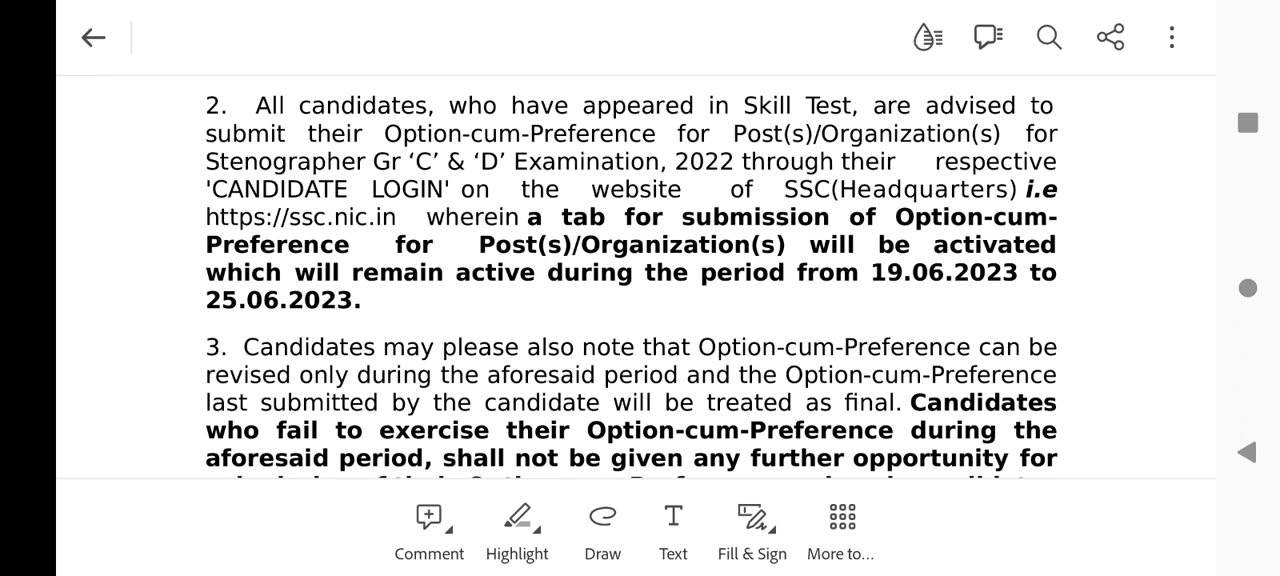 2. All candidates, who have appeared in Skill Test, are advised to
submit their Option-cum-Preference for Post(s)/Organization(s) for
Stenographer Gr ‘C’ & ‘D’ Examination, 2022 through their respective
'CANDIDATE LOGIN' on the website of SSC(Headquarters) i.e
https://ssc.nic.in wherein a tab for submission of Option-cum-
Preference for Post(s)/Organization(s) will be activated
which will remain active during the period from 19.06.2023 to
25.06.2023.
3. Candidates may please also note that Option-cum-Preference can be
revised only during the aforesaid period and the Option-cum-Preference
last submitted by the candidate will be treated as final. Candidates
who fail to exercise their Option-cum-Preference during the
aforesaid period, shall not be given any further opportunity for
Comment Highlight Draw Text Fill & Sign More to...